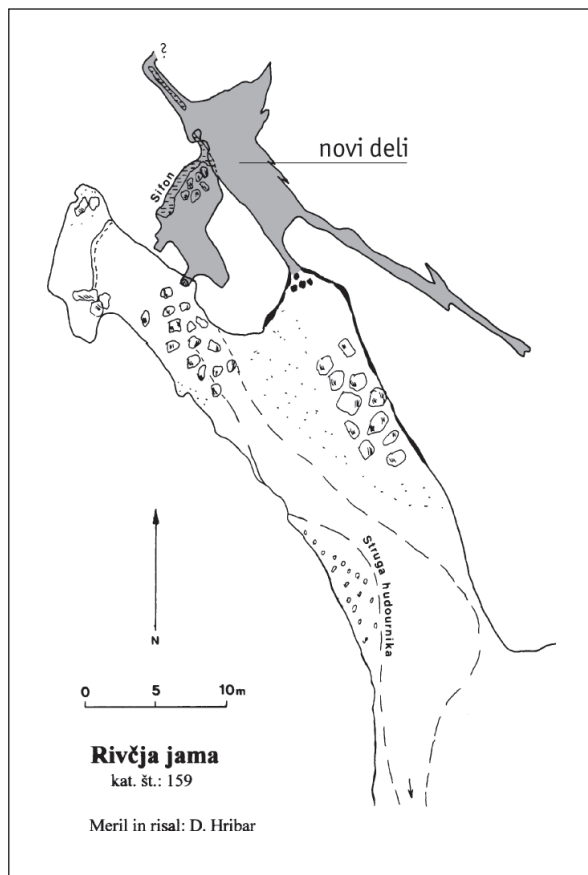 ?
novi deli
Sifon
Struga hudournika
N
0 5 10m
Rivčja jama
kat. št.: 159
Meril in risal: D. Hribar